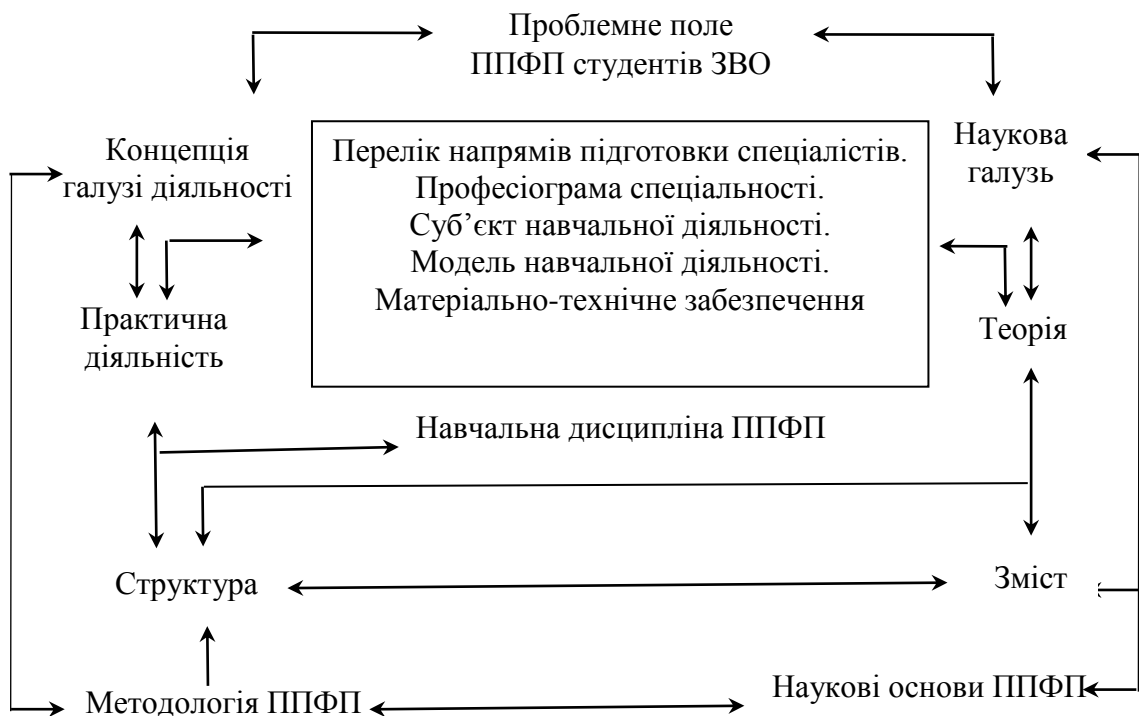 Проблемне поле
ППФП студентів ЗВО
Концепція
галузі діяльності
Перелік напрямів підготовки спеціалістів.
Професіограма спеціальності.
Суб’єкт навчальної діяльності.
Модель навчальної діяльності.
Матеріально-технічне забезпечення
Наукова
галузь
Практична
діяльність
Теорія
Навчальна дисципліна ППФП
Структура
Зміст
Методологія ППФП
Наукові основи ППФП